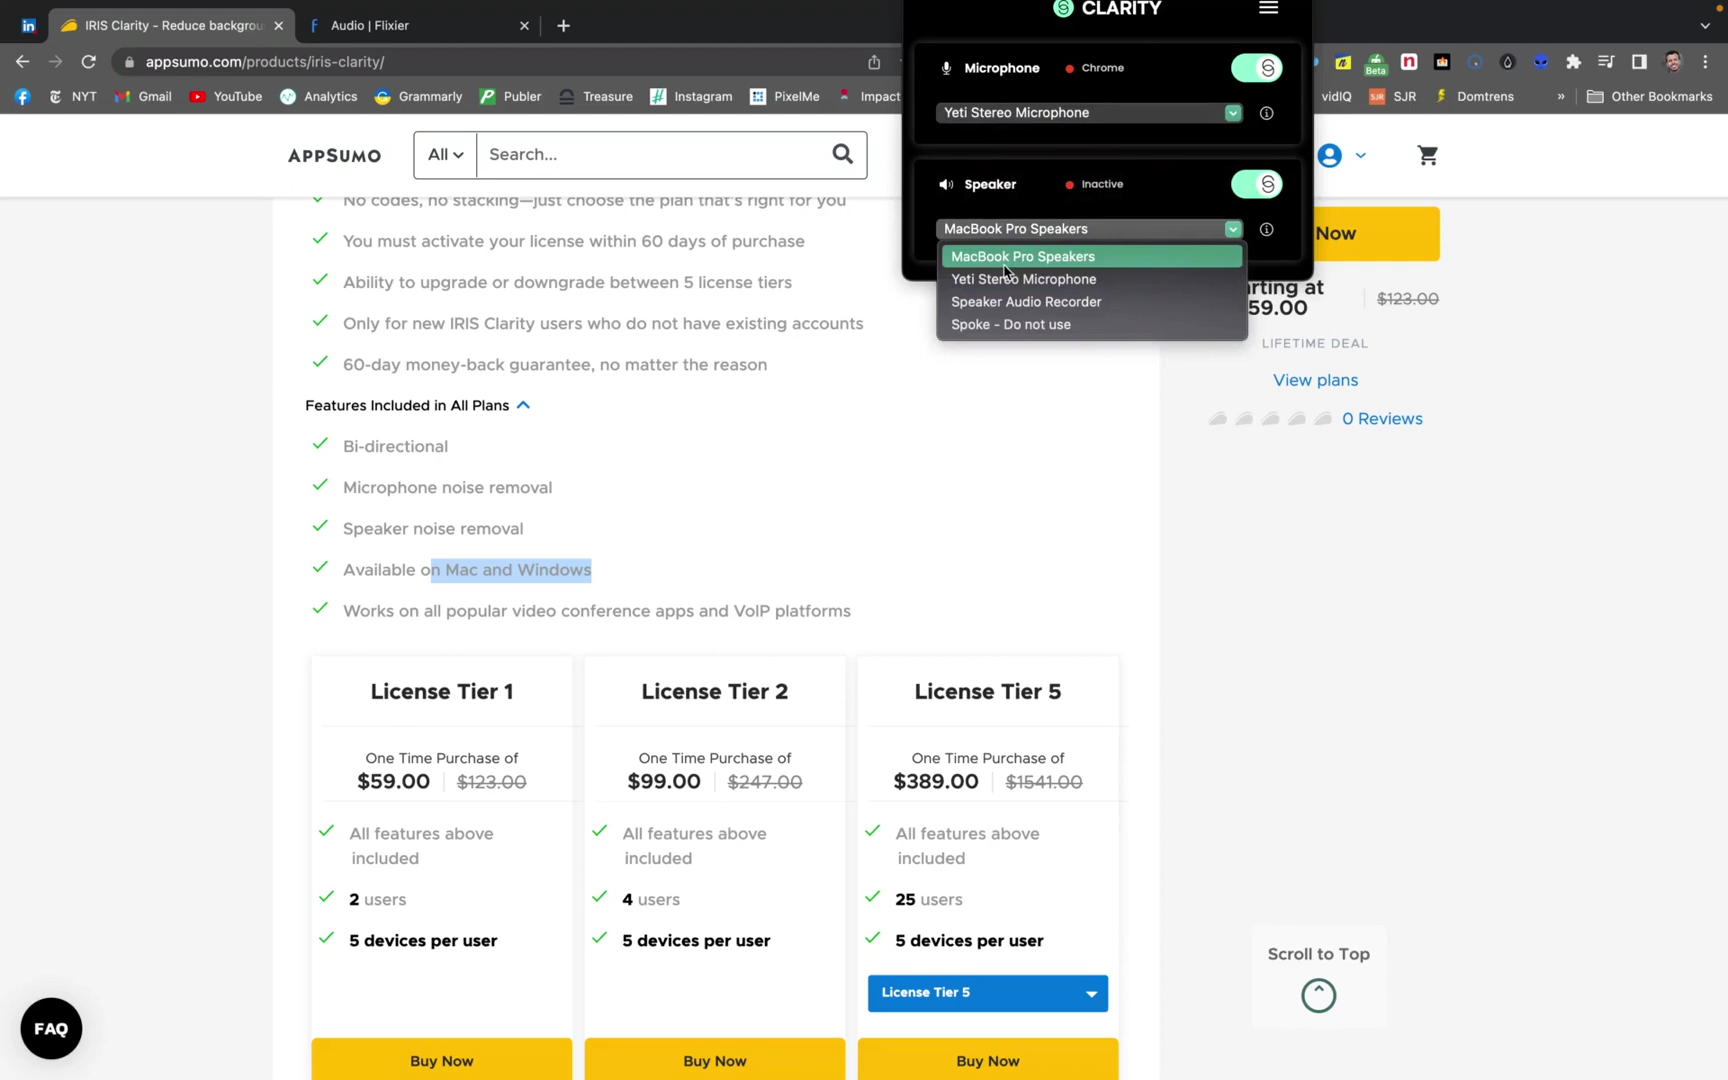 IRIS Clarity - Reduce backgrou
Audio | Flixier
appsumo.com/products/iris-clarity/
Beta
NYT
Gmail
YouTube
Analytics
Grammarly
Publer
Treasure
Instagram
PixelMe
Impact
vidIQ
SJR
Domtrens
»
Other Bookmarks
CLARITY
Microphone
Chrome
Yeti Stereo Microphone
Speaker
Inactive
MacBook Pro Speakers
MacBook Pro Speakers
Yeti Stereo Microphone
Speaker Audio Recorder
Spoke - Do not use
APPSUMO
All
Search...
No codes, no stacking—just choose the plan that's right for you
You must activate your license within 60 days of purchase
Ability to upgrade or downgrade between 5 license tiers
Only for new IRIS Clarity users who do not have existing accounts
60-day money-back guarantee, no matter the reason
Features Included in All Plans
Bi-directional
Microphone noise removal
Speaker noise removal
Available on Mac and Windows
Works on all popular video conference apps and VoIP platforms
Now
arting at
59.00
$123.00
LIFETIME DEAL
View plans
0 Reviews
License Tier 1
One Time Purchase of
$59.00 $123.00
All features above
included
2 users
5 devices per user
Buy Now
License Tier 2
One Time Purchase of
$99.00 $247.00
All features above
included
4 users
5 devices per user
Buy Now
License Tier 5
One Time Purchase of
$389.00 $1541.00
All features above
included
25 users
5 devices per user
License Tier 5
Buy Now
Scroll to Top
FAQ